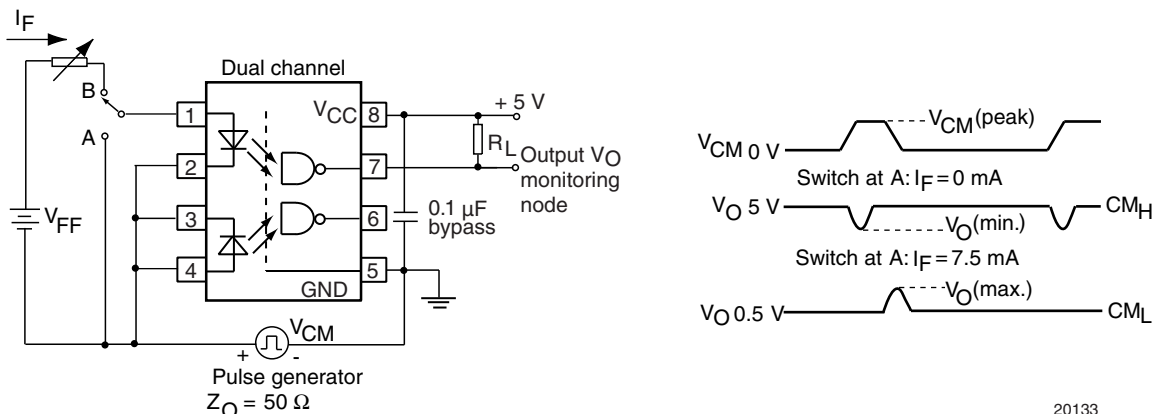 IF
Dual channel
B
A
VFF
1
2
3
4
VCC
8
7
6
5
GND
+ 5 V
RL
Output VO
monitoring
node
0.1 µF
bypass
VCM
+ -
Pulse generator
ZO = 50 Ω
VCM 0 V
VCM (peak)
Switch at A: IF = 0 mA
VO 5 V
CMH
VO (min.)
Switch at A: IF = 7.5 mA
VO (max.)
VO 0.5 V
CML
20133